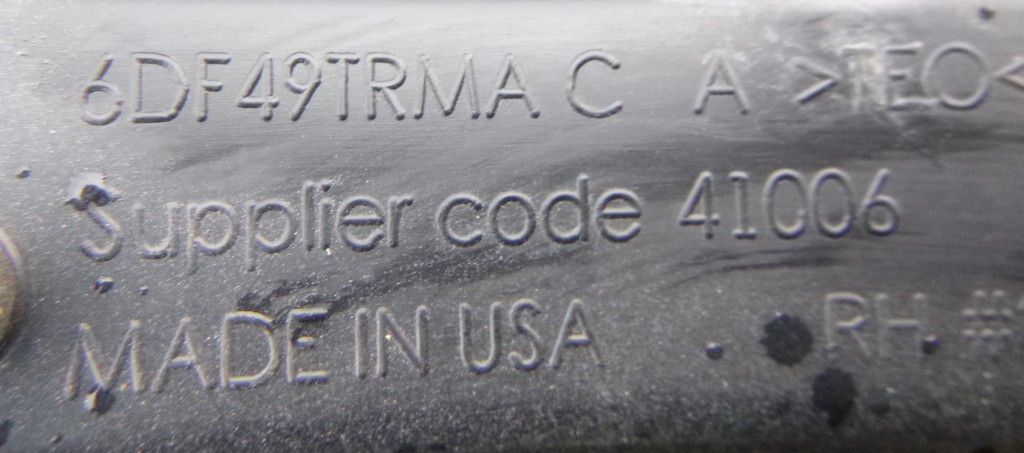 6DF49TRMA C A >TEO<
Supplier code 41006
MADE IN USA RH #